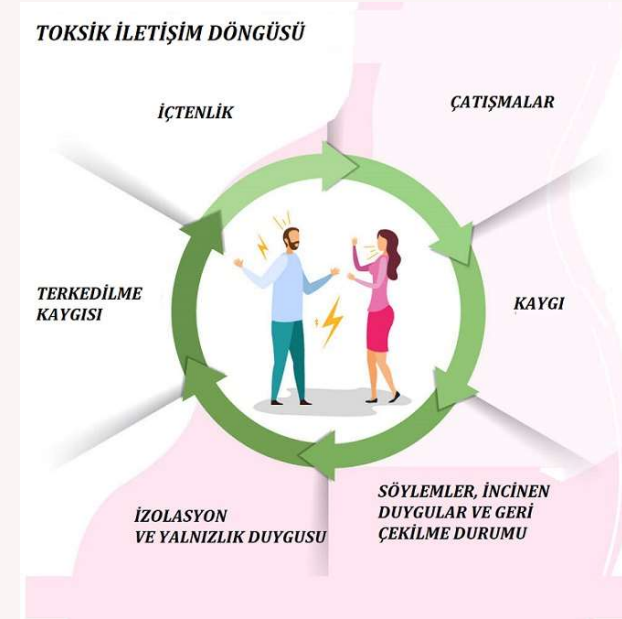 TOKSİK İLETİŞİM DÖNGÜSÜ
İÇTENLİK
ÇATIŞMALAR
KAYGI
SÖYLEMLER, İNCİNEN
DUYGULAR VE GERİ
ÇEKİLME DURUMU
İZOLASYON
VE YALNIZLIK DUYGUSU
TERKEDİLME
KAYGISI